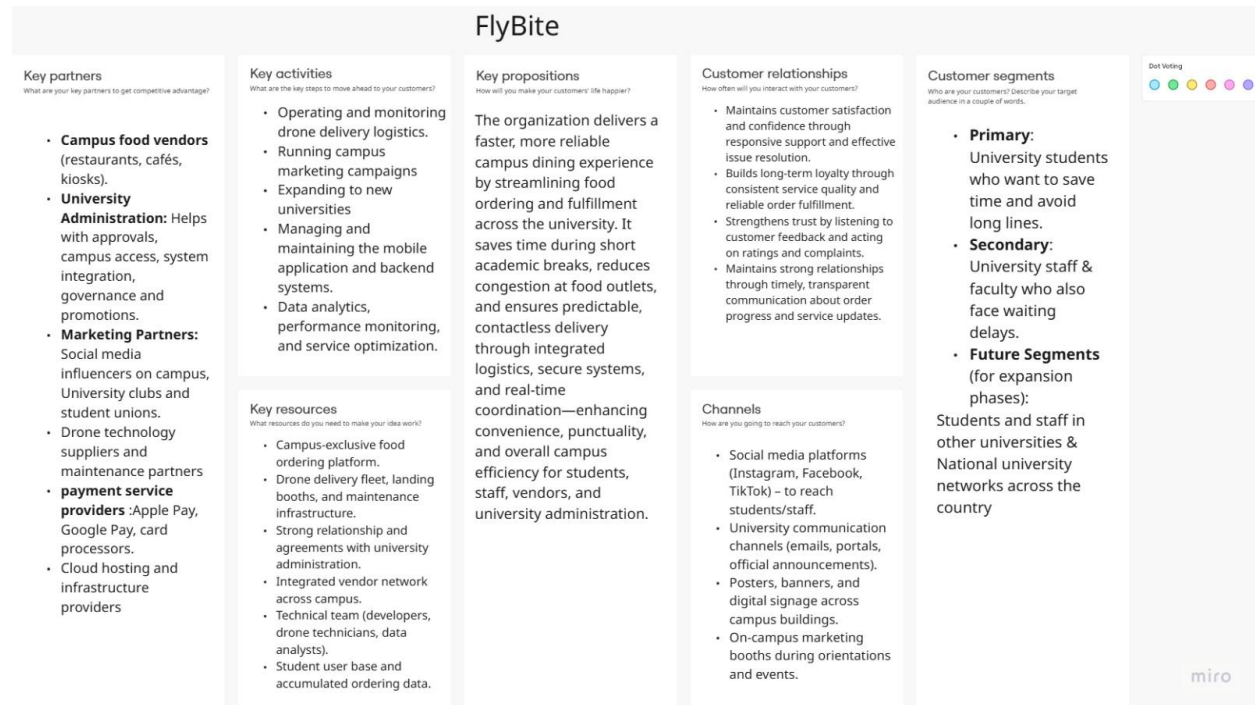 FlyBite
Key partners
What are your key partners to get competitive advantage?
• Campus food vendors
(restaurants, cafés,
kiosks).
• University
Administration: Helps
with approvals,
campus access, system
integration,
governance and
promotions.
• Marketing Partners:
Social media
influencers on campus,
University clubs and
student unions.
• Drone technology
suppliers and
maintenance partners
• payment service
providers :Apple Pay,
Google Pay, card
processors.
• Cloud hosting and
infrastructure
providers
Key activities
What are the key steps to move ahead to your customers?
• Operating and monitoring
drone delivery logistics.
• Running campus
marketing campaigns
• Expanding to new
universities
• Managing and
maintaining the mobile
application and backend
systems.
• Data analytics,
performance monitoring,
and service optimization.
Key resources
What resources do you need to make your idea work?
• Campus-exclusive food
ordering platform.
• Drone delivery fleet, landing
booths, and maintenance
infrastructure.
• Strong relationship and
agreements with university
administration.
• Integrated vendor network
across campus.
• Technical team (developers,
drone technicians, data
analysts).
• Student user base and
accumulated ordering data.
Key propositions
How will you make your customers' life happier?
The organization delivers a
faster, more reliable
campus dining experience
by streamlining food
ordering and fulfillment
across the university. It
saves time during short
academic breaks, reduces
congestion at food outlets,
and ensures predictable,
contactless delivery
through integrated
logistics, secure systems,
and real-time
coordination—enhancing
convenience, punctuality,
and overall campus
efficiency for students,
staff, vendors, and
university administration.
Customer relationships
How often will you interact with your customers?
• Maintains customer satisfaction
and confidence through
responsive support and effective
issue resolution.
• Builds long-term loyalty through
consistent service quality and
reliable order fulfillment.
• Strengthens trust by listening to
customer feedback and acting
on ratings and complaints.
• Maintains strong relationships
through timely, transparent
communication about order
progress and service updates.
Channels
How are you going to reach your customers?
• Social media platforms
(Instagram, Facebook,
TikTok) – to reach
students/staff.
• University communication
channels (emails, portals,
official announcements).
• Posters, banners, and
digital signage across
campus buildings.
• On-campus marketing
booths during orientations
and events.
Customer segments
Who are your customers? Describe your target
audience in a couple of words.
• Primary:
University students
who want to save
time and avoid
long lines.
• Secondary:
University staff &
faculty who also
face waiting
delays.
• Future Segments
(for expansion
phases):
Students and staff in
other universities &
National university
networks across the
country
Dot Voting
miro